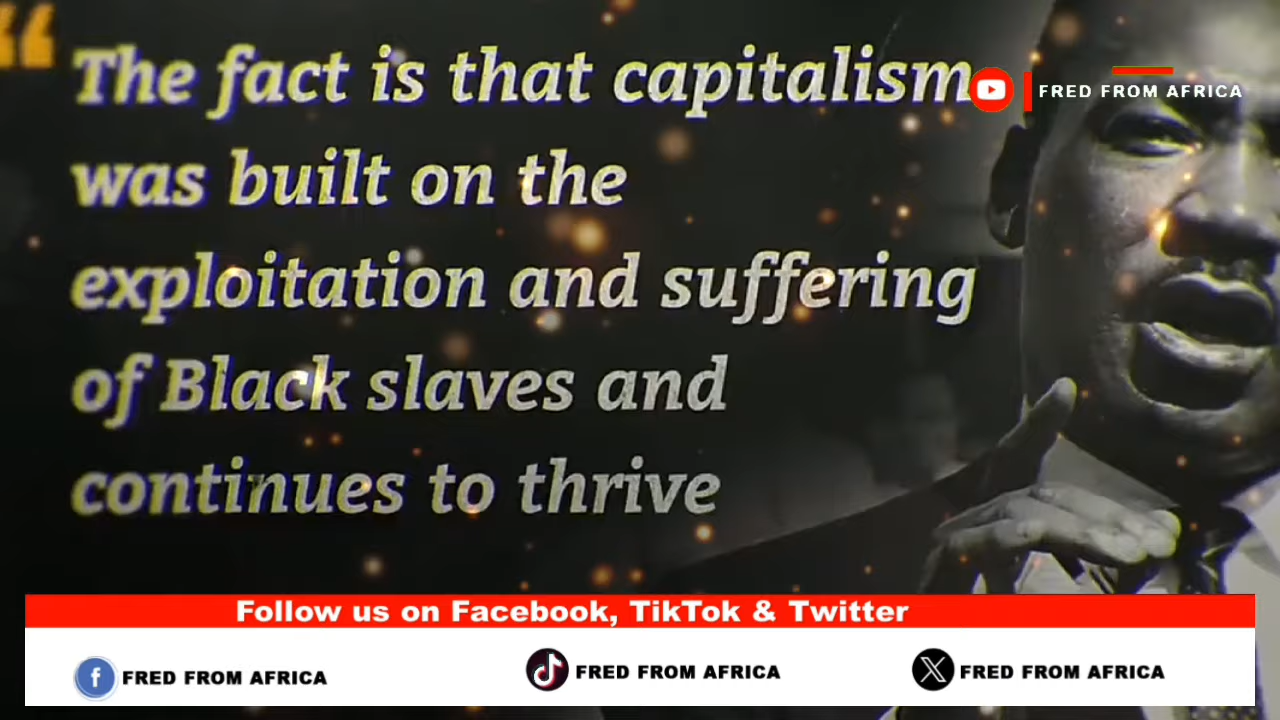 “
The fact is that capitalism
was built on the
exploitation and suffering
of Black slaves and
continues to thrive
FRED FROM AFRICA
Follow us on Facebook, TikTok & Twitter
FRED FROM AFRICA
FRED FROM AFRICA
FRED FROM AFRICA